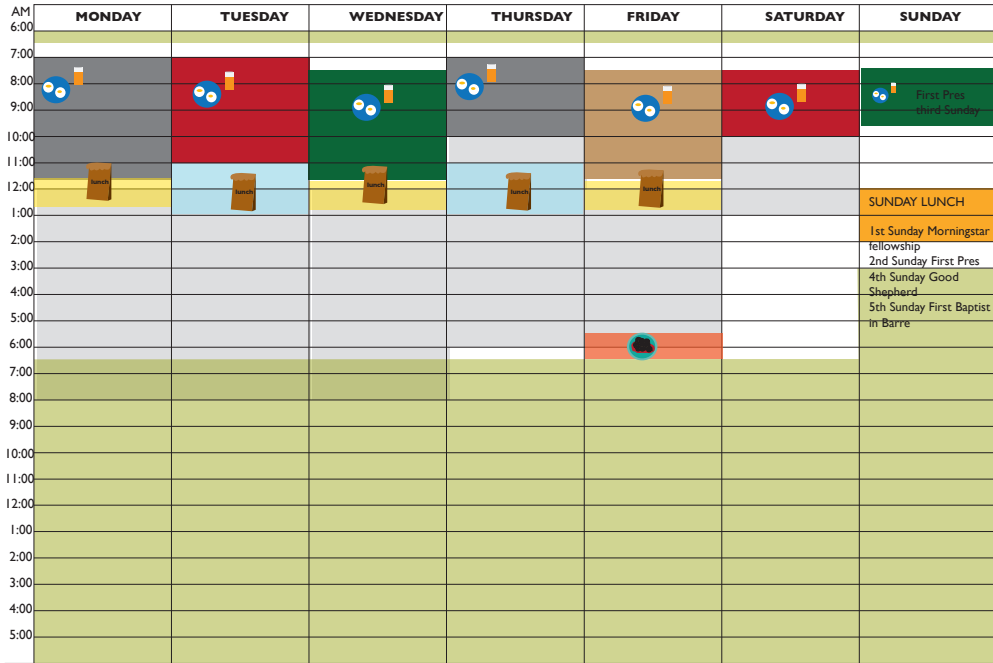 AM
MONDAY TUESDAY WEDNESDAY THURSDAY FRIDAY SATURDAY SUNDAY
6:00
7:00
8:00
9:00
First Pres
third Sunday
10:00
11:00
lunch lunch lunch lunch lunch
12:00
SUNDAY LUNCH
1:00
1st Sunday Morningstar
fellowship
2:00
2nd Sunday First Pres
3:00
4th Sunday Good
Shepherd
4:00
5th Sunday First Baptist
in Barre
5:00
6:00
7:00
8:00
9:00
10:00
11:00
12:00
1:00
2:00
3:00
4:00
5:00